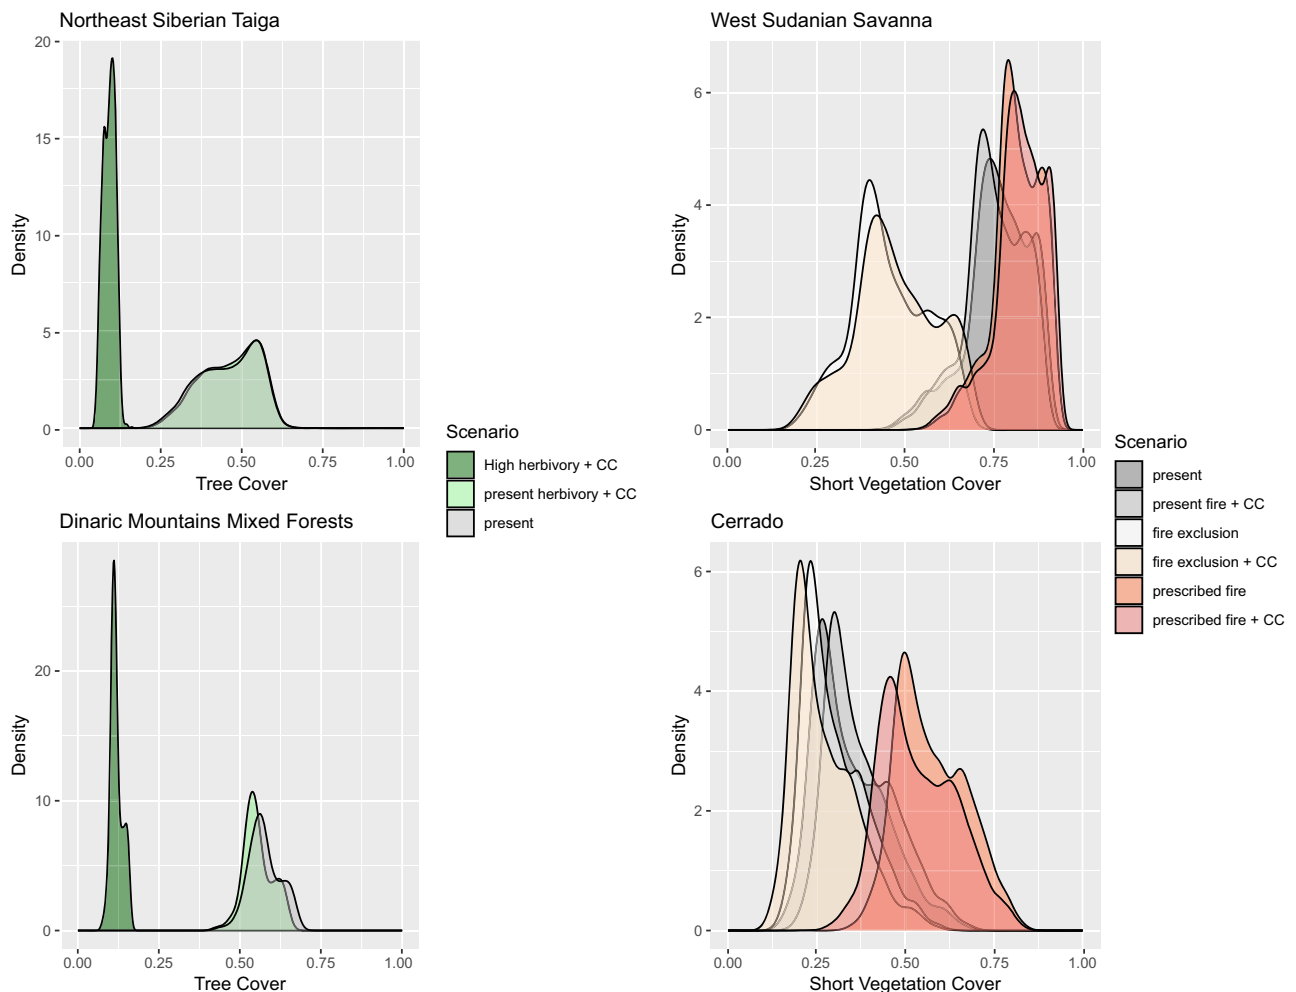 Northeast Siberian Taiga
20
15
10
5
0
Density
0.00 0.25 0.50 0.75 1.00
Tree Cover
Dinaric Mountains Mixed Forests
20
10
0
Density
0.00 0.25 0.50 0.75 1.00
Tree Cover
Scenario
High herbivory + CC
present herbivory + CC
present
West Sudanian Savanna
6
4
2
0
Density
0.00 0.25 0.50 0.75 1.00
Short Vegetation Cover
Cerrado
6
4
2
0
Density
0.00 0.25 0.50 0.75 1.00
Short Vegetation Cover
Scenario
present
present fire + CC
fire exclusion
fire exclusion + CC
prescribed fire
prescribed fire + CC